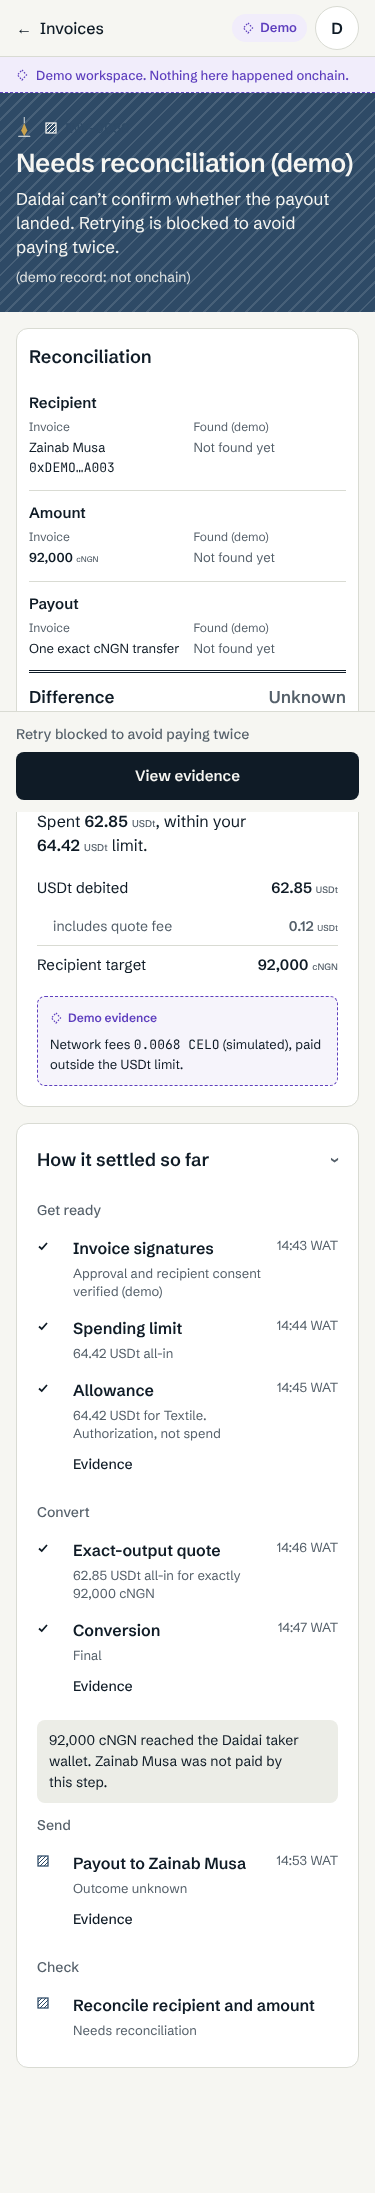 ← Invoices
Demo
D
Demo workspace. Nothing here happened onchain.
Needs reconciliation (demo)
Daidai can’t confirm whether the payout
landed. Retrying is blocked to avoid
paying twice.
(demo record: not onchain)
Reconciliation
Recipient
Invoice
Found (demo)
Zainab Musa
Not found yet
0xDEMO…A003
Amount
Invoice
Found (demo)
92,000 cNGN
Not found yet
Payout
Invoice
Found (demo)
One exact cNGN transfer
Not found yet
Difference
Unknown
Retry blocked to avoid paying twice
View evidence
Spent 62.85 USDt, within your
64.42 USDt limit.
USDt debited
62.85 USDt
includes quote fee
0.12 USDt
Recipient target
92,000 cNGN
Demo evidence
Network fees 0.0068 CELO (simulated), paid
outside the USDt limit.
How it settled so far
Get ready
Invoice signatures
14:43 WAT
Approval and recipient consent
verified (demo)
Spending limit
14:44 WAT
64.42 USDt all-in
Allowance
14:45 WAT
64.42 USDt for Textile.
Authorization, not spend
Evidence
Convert
Exact-output quote
14:46 WAT
62.85 USDt all-in for exactly
92,000 cNGN
Conversion
14:47 WAT
Final
Evidence
92,000 cNGN reached the Daidai taker
wallet. Zainab Musa was not paid by
this step.
Send
Payout to Zainab Musa
14:53 WAT
Outcome unknown
Evidence
Check
Reconcile recipient and amount
Needs reconciliation